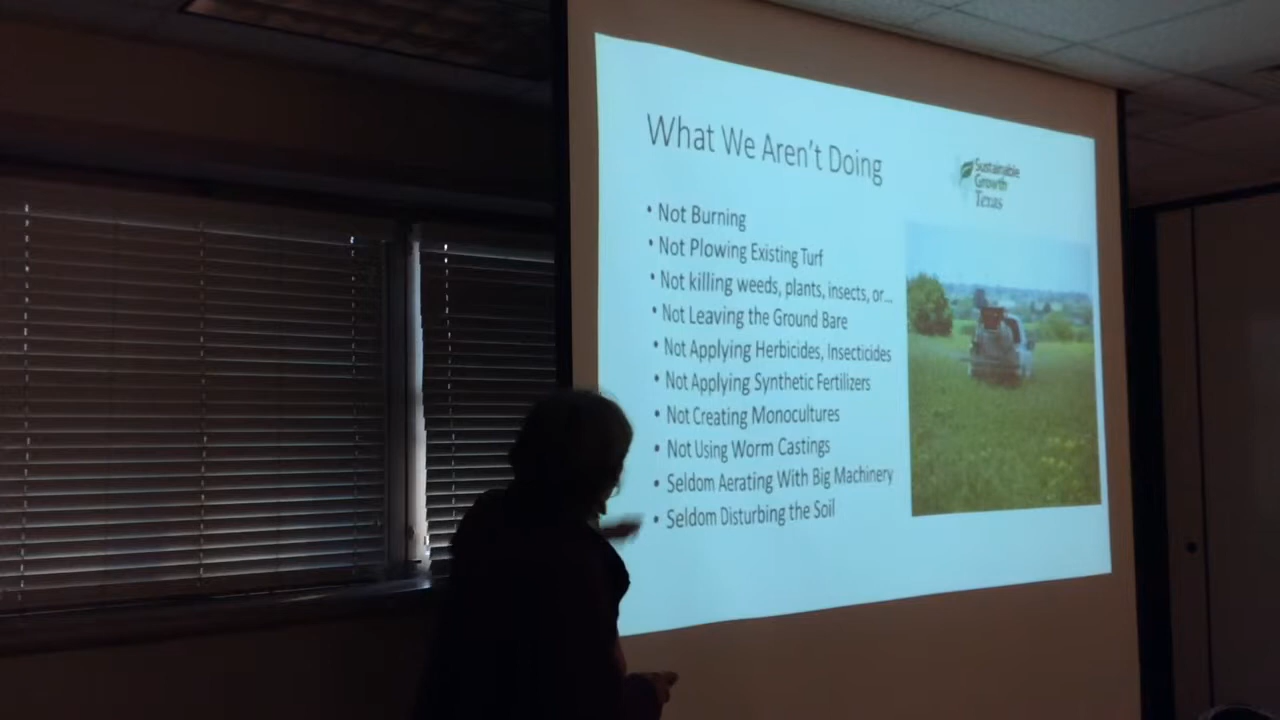 What We Aren't Doing
Sustainable
Growth
Texas
• Not Burning
• Not Plowing Existing Turf
• Not killing weeds, plants, insects, or...
• Not Leaving the Ground Bare
• Not Applying Herbicides, Insecticides
• Not Applying Synthetic Fertilizers
• Not Creating Monocultures
• Not Using Worm Castings
• Seldom Aerating With Big Machinery
• Seldom Disturbing the Soil